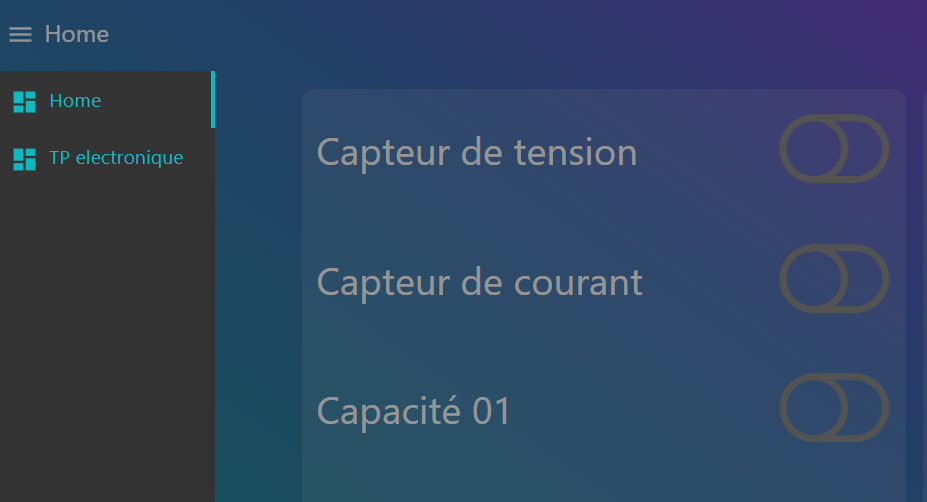 Home
Home
TP electronique
Capteur de tension
Capteur de courant
Capacité 01